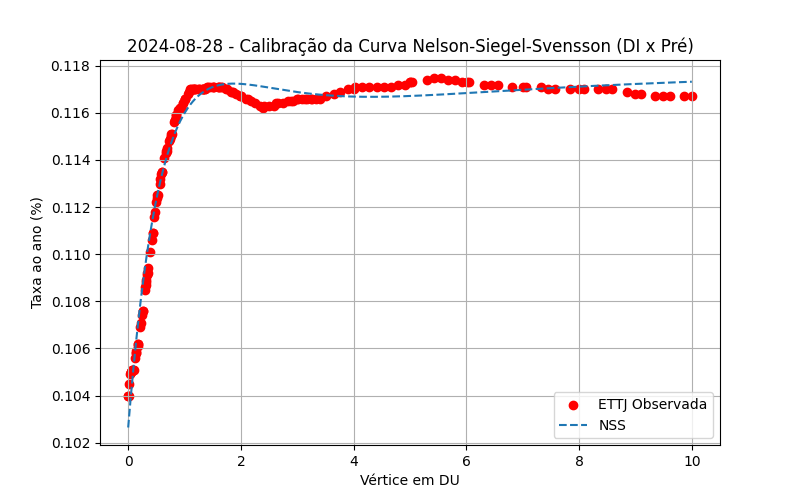 2024-08-28 - Calibração da Curva Nelson-Siegel-Svensson (DI x Pré)
0.118
0.116
0.114
0.112
0.110
0.108
0.106
0.104
0.102
Taxa ao ano (%)
ETTJ Observada
NSS
0 2 4 6 8 10
Vértice em DU